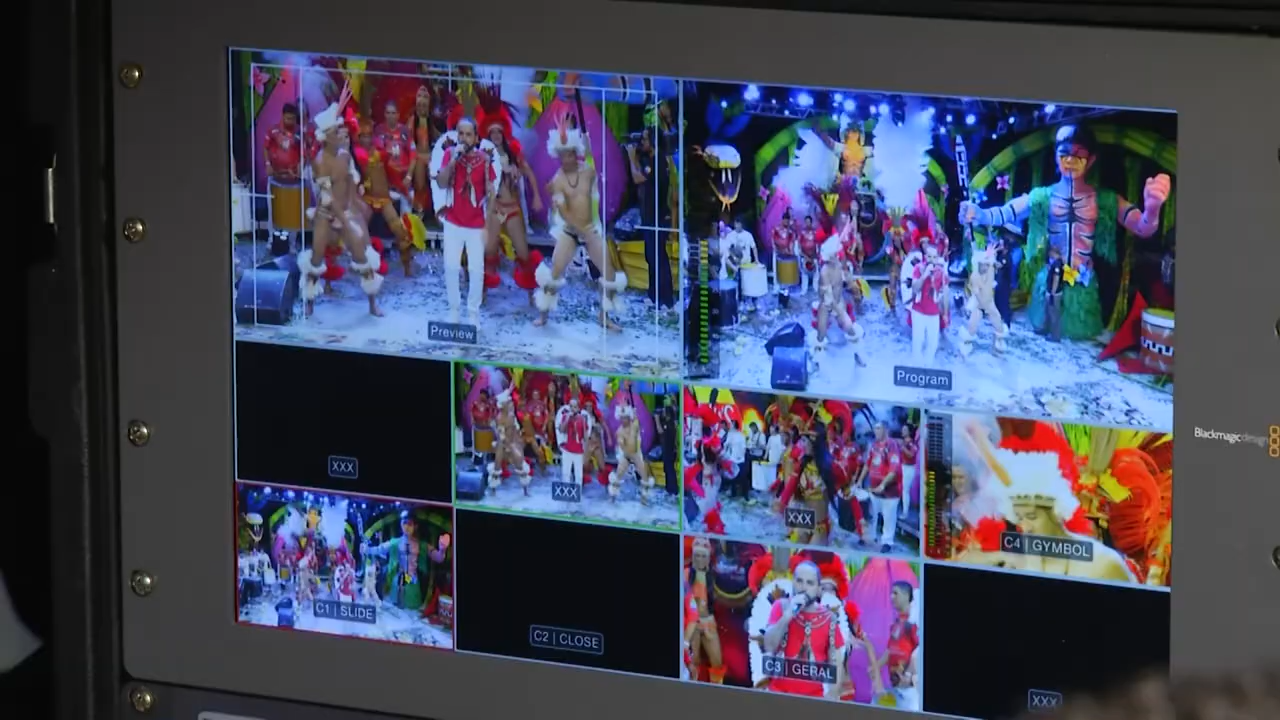 Preview
Program
Blackmagicdesign
XXX
XXX
XXX
C4 | GYMBOL
C1 | SLIDE
C2 | CLOSE
C3 | GERAL
XXX